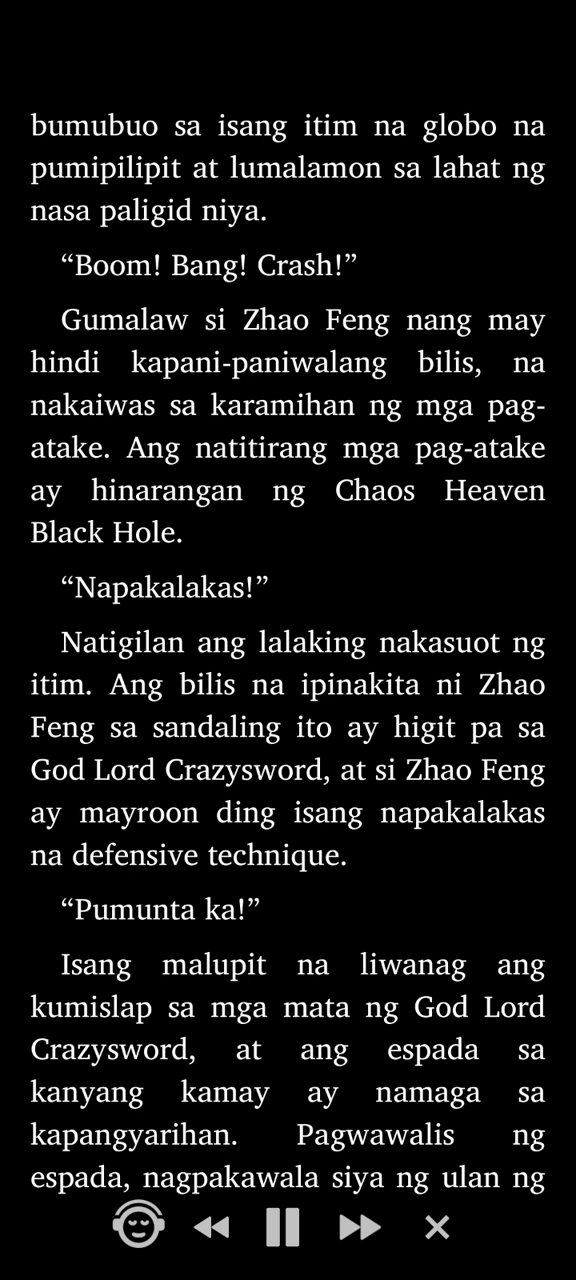 bumubuo sa isang itim na globo na
pumipilipit at lumalamon sa lahat ng
nasa paligid niya.
“Boom! Bang! Crash!”
Gumalaw si Zhao Feng nang may
hindi kapani-paniwalang bilis, na
nakaiwas sa karamihan ng mga pag-
atake. Ang natitirang mga pag-atake
ay hinarangan ng Chaos Heaven
Black Hole.
“Napakalakas!”
Natigilan ang lalaking nakasuot ng
itim. Ang bilis na ipinakita ni Zhao
Feng sa sandaling ito ay higit pa sa
God Lord Crazysword, at si Zhao Feng
ay mayroon ding isang napakalakas
na defensive technique.
“Pumunta ka!”
Isang malupit na liwanag ang
kumislap sa mga mata ng God Lord
Crazysword, at ang espada sa
kanyang kamay ay namaga sa
kapangyarihan. Pagwawalis ng
espada, nagpakawala siya ng ulan ng